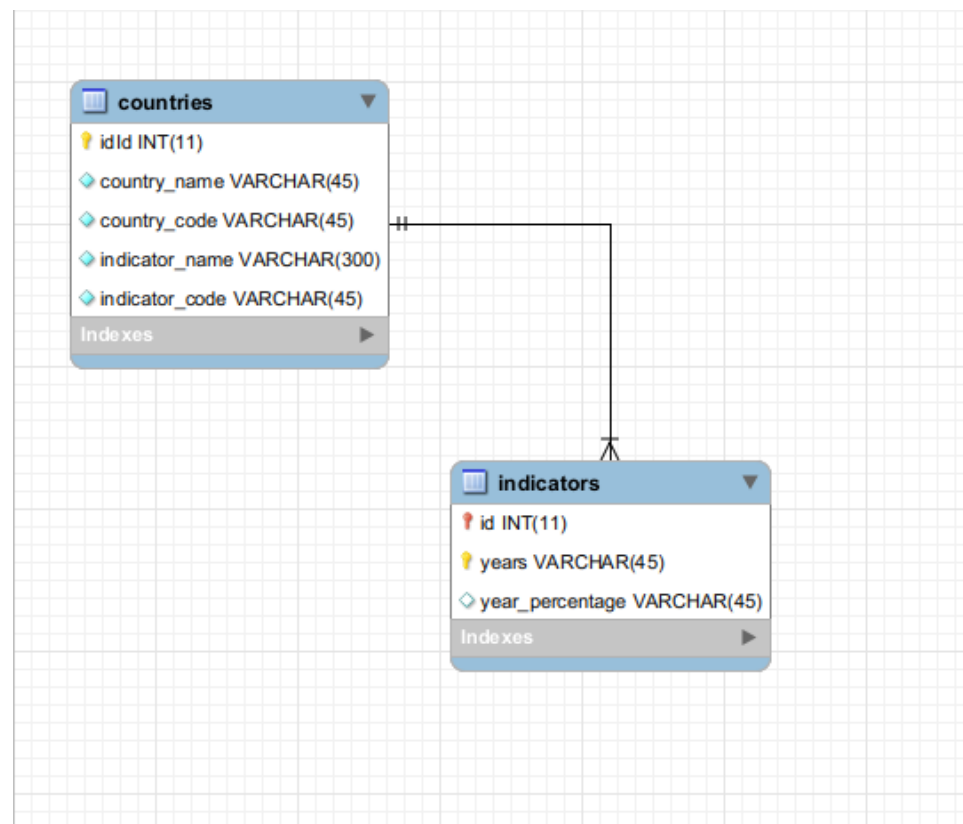 countries
idId INT(11)
country_name VARCHAR(45)
country_code VARCHAR(45)
indicator_name VARCHAR(300)
indicator_code VARCHAR(45)
Indexes
indicators
id INT(11)
years VARCHAR(45)
year_percentage VARCHAR(45)
Indexes